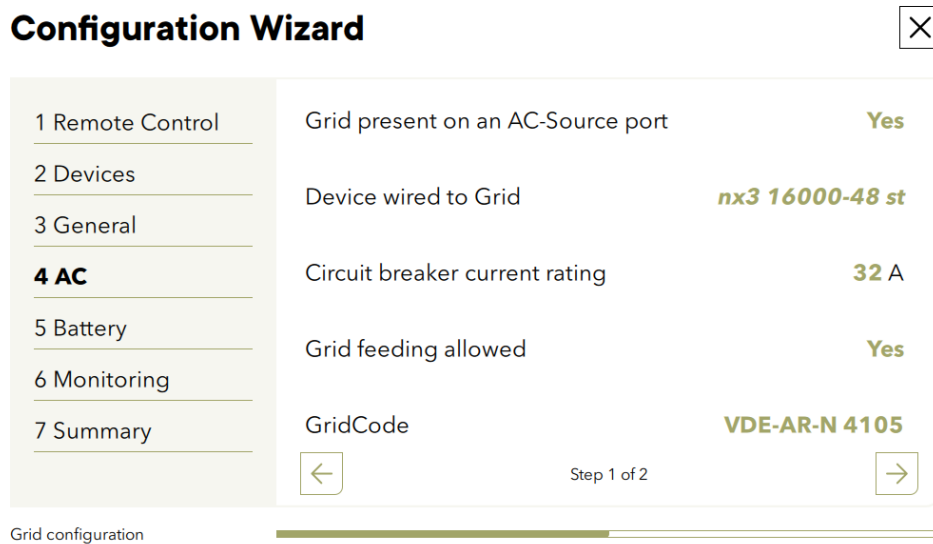 Configuration Wizard
1 Remote Control
2 Devices
3 General
4 AC
5 Battery
6 Monitoring
7 Summary
Grid present on an AC-Source port Yes
Device wired to Grid nx3 16000-48 st
Circuit breaker current rating 32 A
Grid feeding allowed Yes
GridCode VDE-AR-N 4105
Step 1 of 2
Grid configuration